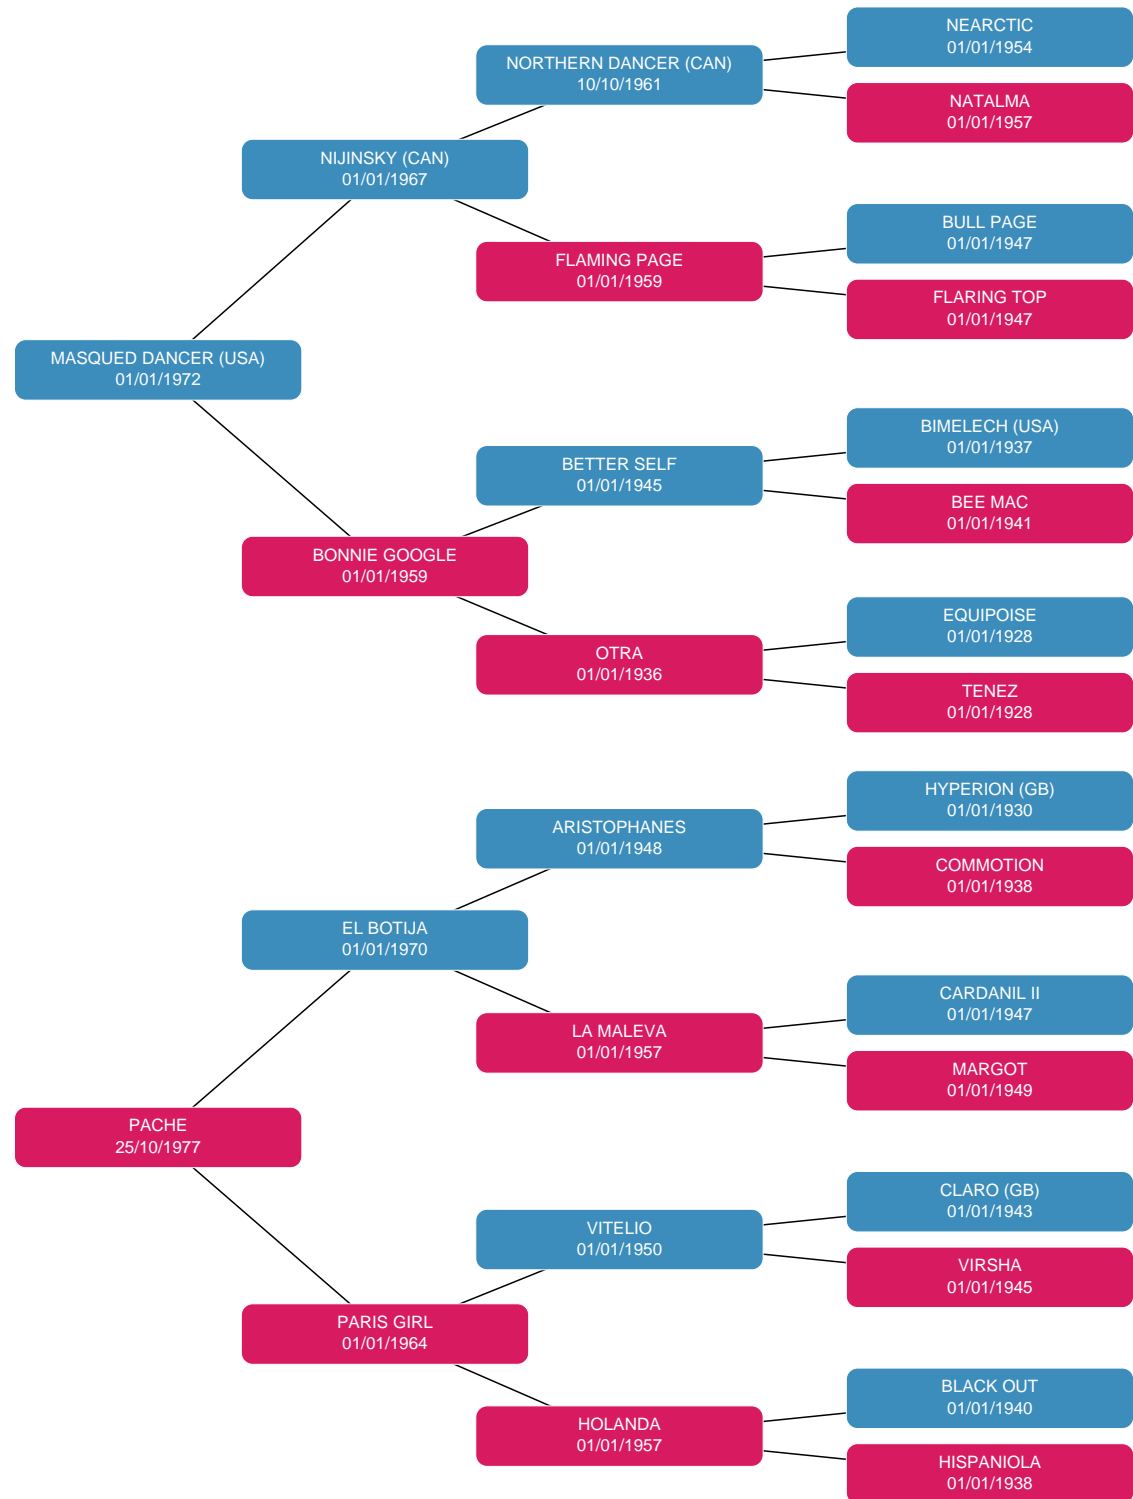 NEARCTIC
01/01/1954
NORTHERN DANCER (CAN)
10/10/1961
NATALMA
01/01/1957
NIJINSKY (CAN)
01/01/1967
BULL PAGE
01/01/1947
FLAMING PAGE
01/01/1959
FLARING TOP
01/01/1947
MASQUED DANCER (USA)
01/01/1972
BIMELECH (USA)
01/01/1937
BETTER SELF
01/01/1945
BEE MAC
01/01/1941
BONNIE GOOGLE
01/01/1959
EQUIPOISE
01/01/1928
OTRA
01/01/1936
TENEZ
01/01/1928
HYPERION (GB)
01/01/1930
ARISTOPHANES
01/01/1948
COMMOTION
01/01/1938
EL BOTIJA
01/01/1970
CARDANIL II
01/01/1947
LA MALEVA
01/01/1957
MARGOT
01/01/1949
PACHE
25/10/1977
CLARO (GB)
01/01/1943
VITELIO
01/01/1950
VIRSHA
01/01/1945
PARIS GIRL
01/01/1964
BLACK OUT
01/01/1940
HOLANDA
01/01/1957
HISPANIOLA
01/01/1938